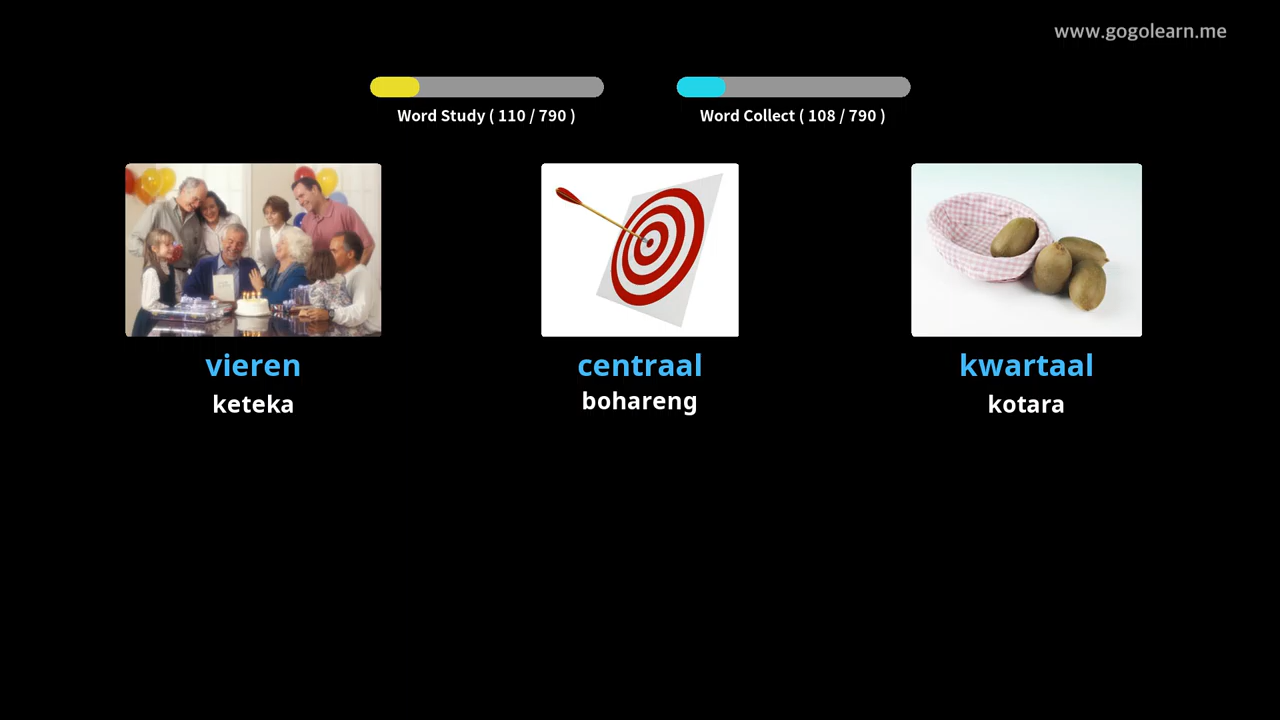 www.gogolearn.me
Word Study ( 110 / 790 )
Word Collect ( 108 / 790 )
vieren
keteka
centraal
bohareng
kwartaal
kotara